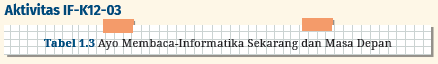 Aktivitas IF-K12-03
Tabel 1.3 Ayo Membaca-Informatika Sekarang dan Masa Depan